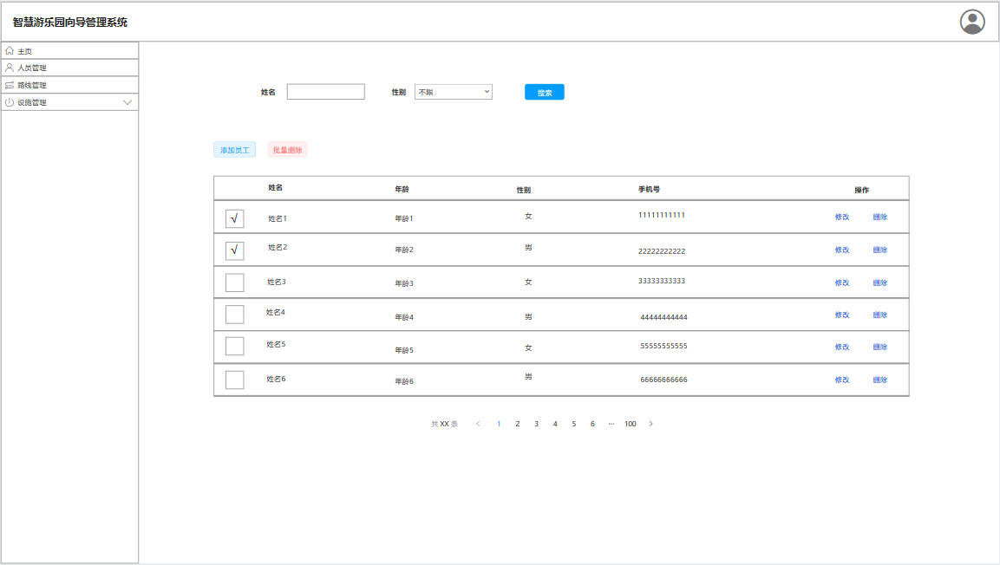 智慧游乐园向导管理系统
主页
人员管理
路线管理
设施管理
姓名 性别 不限 搜索
添加员工 批量删除
姓名 年龄 性别 手机号 操作
√ 姓名1 年龄1 女 11111111111 修改 删除
√ 姓名2 年龄2 男 22222222222 修改 删除
姓名3 年龄3 女 33333333333 修改 删除
姓名4 年龄4 男 44444444444 修改 删除
姓名5 年龄5 女 55555555555 修改 删除
姓名6 年龄6 男 66666666666 修改 删除
共 XX 条 < 1 2 3 4 5 6 ··· 100 >